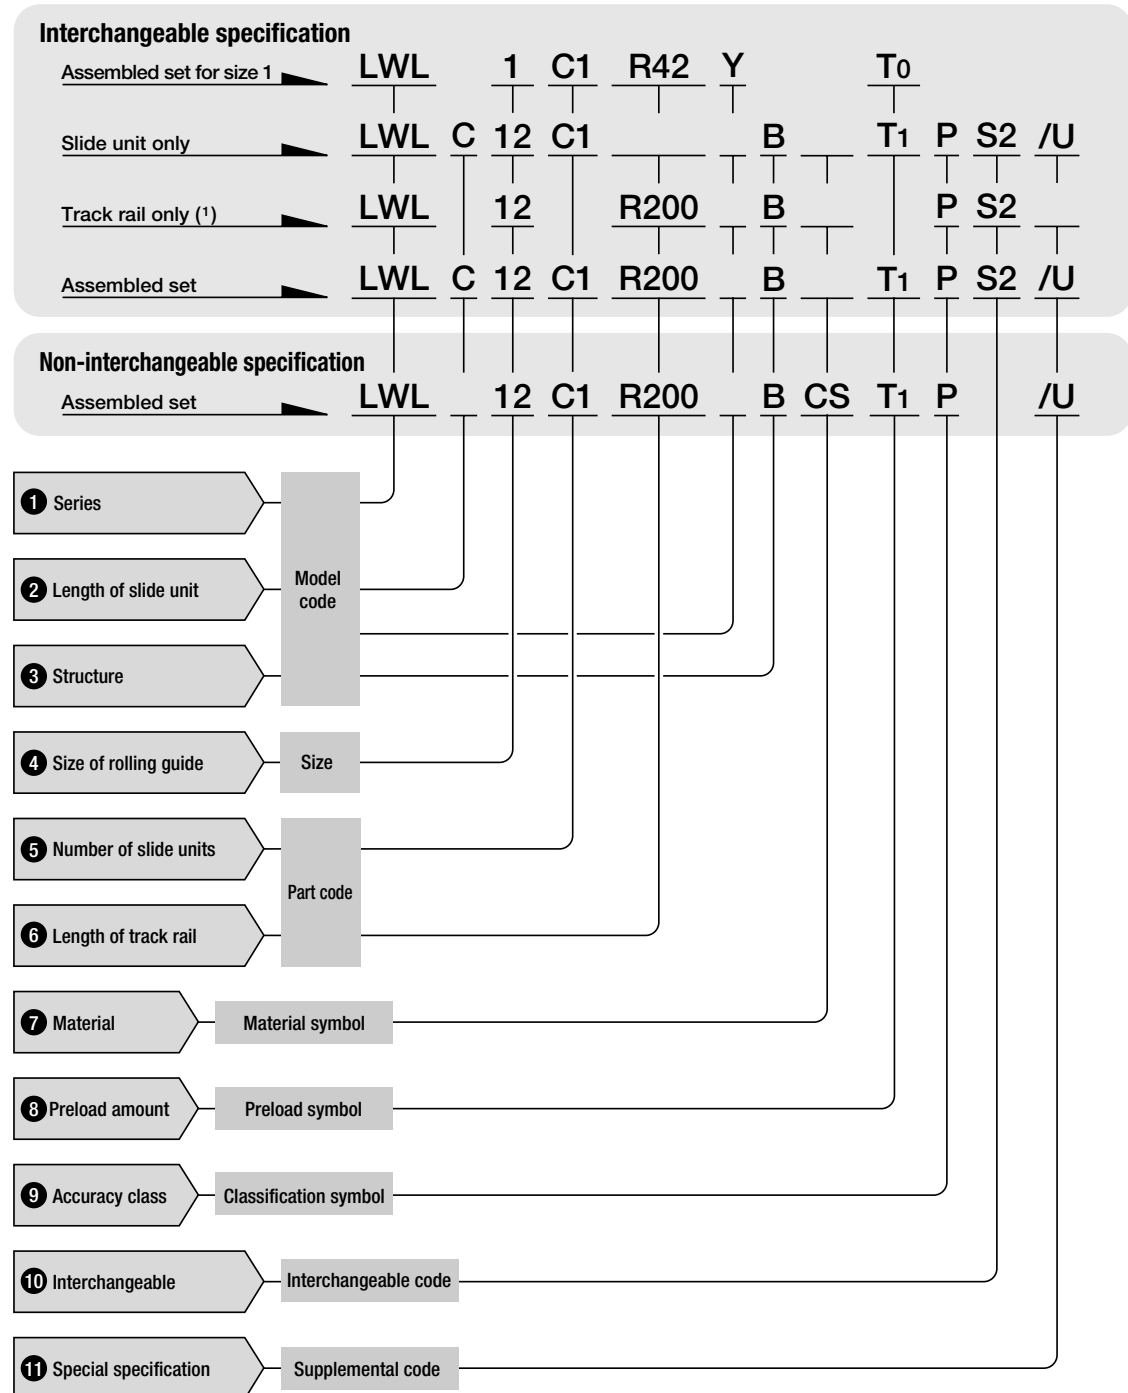 Interchangeable specification
Assembled set for size 1 LWL 1 C1 R42 Y T0
Slide unit only LWL C 12 C1 B T1 P S2 /U
Track rail only (1) LWL 12 R200 B P S2
Assembled set LWL C 12 C1 R200 B T1 P S2 /U
Non-interchangeable specification
Assembled set LWL 12 C1 R200 B CS T1 P /U
1 Series
2 Length of slide unit
Model
code
3 Structure
4 Size of rolling guide Size
5 Number of slide units
Part code
6 Length of track rail
7 Material Material symbol
8 Preload amount Preload symbol
9 Accuracy class Classification symbol
10 Interchangeable Interchangeable code
11 Special specification Supplemental code